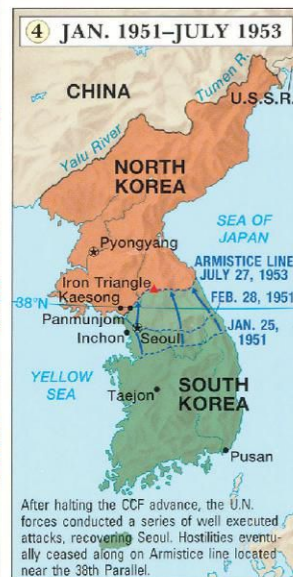 4 JAN. 1951–JULY 1953
CHINA
Tumen R.
U.S.S.R.
Yalu River
NORTH
KOREA
SEA OF
JAPAN
Pyongyang
ARMISTICE LINE
JULY 27, 1953
Iron Triangle
Kaesong
FEB. 28, 1951
38°N
Panmunjom
JAN. 25,
1951
Inchon
Seoul
YELLOW
SEA
SOUTH
KOREA
Taejon
Pusan
After halting the CCF advance, the U.N.
forces conducted a series of well executed
attacks, recovering Seoul. Hostilities eventu-
ally ceased along on Armistice line located
near the 38th Parallel.